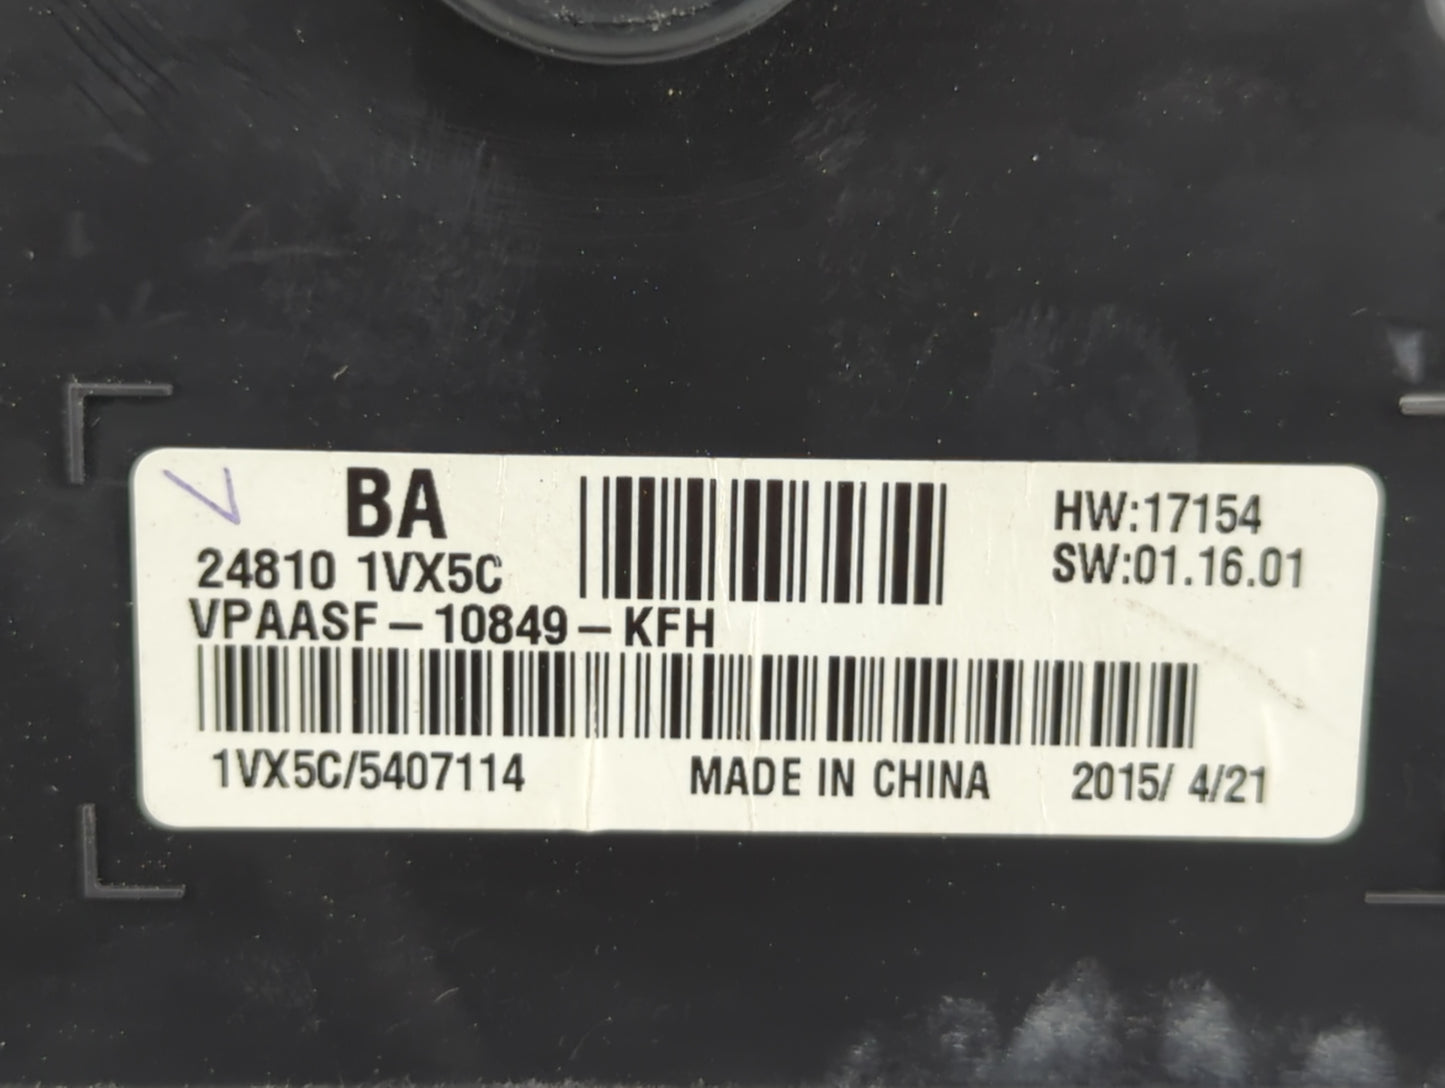 BA
24810 1VX5C
VPAASF-10849-KFH
HW:17154
SW:01.16.01
1VX5C/5407114 MADE IN CHINA 2015/ 4/21